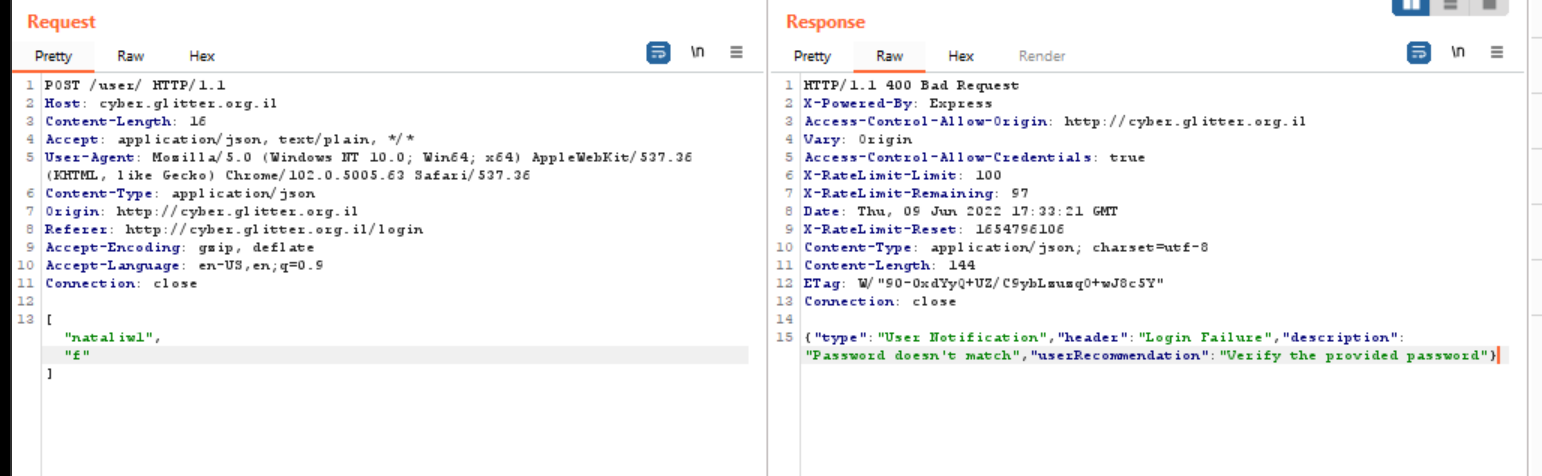 Request
Pretty Raw Hex \n
1 POST /user/ HTTP/1.1
2 Host: cyber.glitter.org.il
3 Content-Length: 16
4 Accept: application/json, text/plain, */*
5 User-Agent: Mozilla/5.0 (Windows NT 10.0; Win64; x64) AppleWebKit/537.36
(KHTML, like Gecko) Chrome/102.0.5005.63 Safari/537.36
6 Content-Type: application/json
7 Origin: http://cyber.glitter.org.il
8 Referer: http://cyber.glitter.org.il/login
9 Accept-Encoding: gzip, deflate
10 Accept-Language: en-US,en;q=0.9
11 Connection: close
12
13 [
"nataliwl",
"f"
]
Response
Pretty Raw Hex Render \n
1 HTTP/1.1 400 Bad Request
2 X-Powered-By: Express
3 Access-Control-Allow-Origin: http://cyber.glitter.org.il
4 Vary: Origin
5 Access-Control-Allow-Credentials: true
6 X-RateLimit-Limit: 100
7 X-RateLimit-Remaining: 97
8 Date: Thu, 09 Jun 2022 17:33:21 GMT
9 X-RateLimit-Reset: 1654796106
10 Content-Type: application/json; charset=utf-8
11 Content-Length: 144
12 ETag: W/"90-0xdYyQ+UZ/C9ybLzuzq0+wJ8c5Y"
13 Connection: close
14
15 {"type":"User Notification","header":"Login Failure","description":
"Password doesn't match","userRecommendation":"Verify the provided password"}